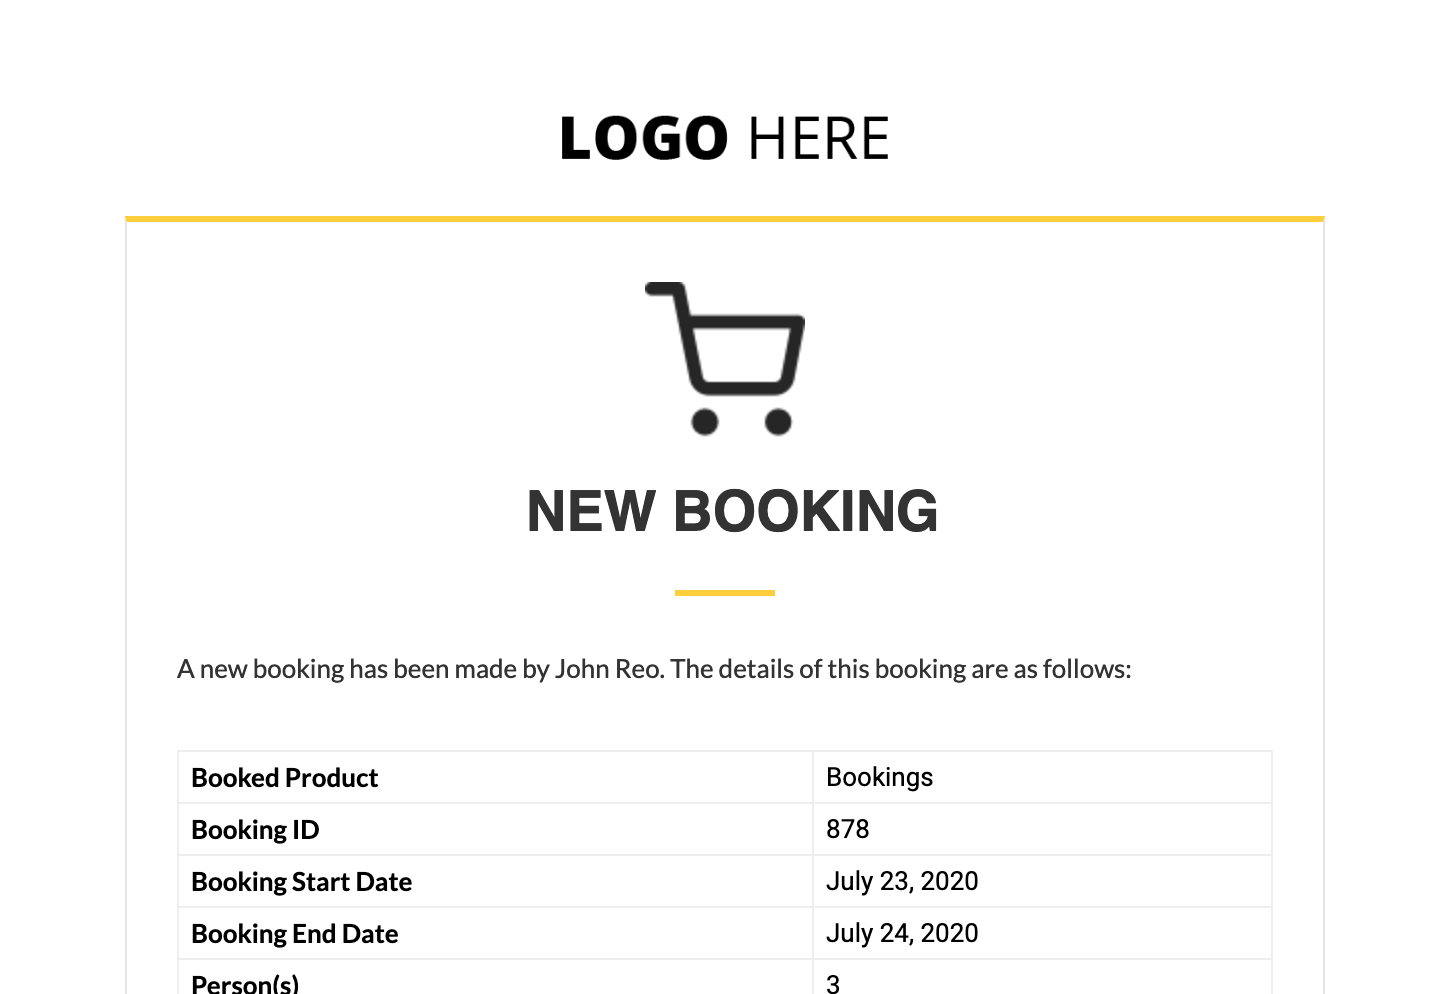 LOGO HERE
NEW BOOKING
A new booking has been made by John Reo. The details of this booking are as follows:
Booked Product Bookings
Booking ID 878
Booking Start Date July 23, 2020
Booking End Date July 24, 2020
Person(s) 3